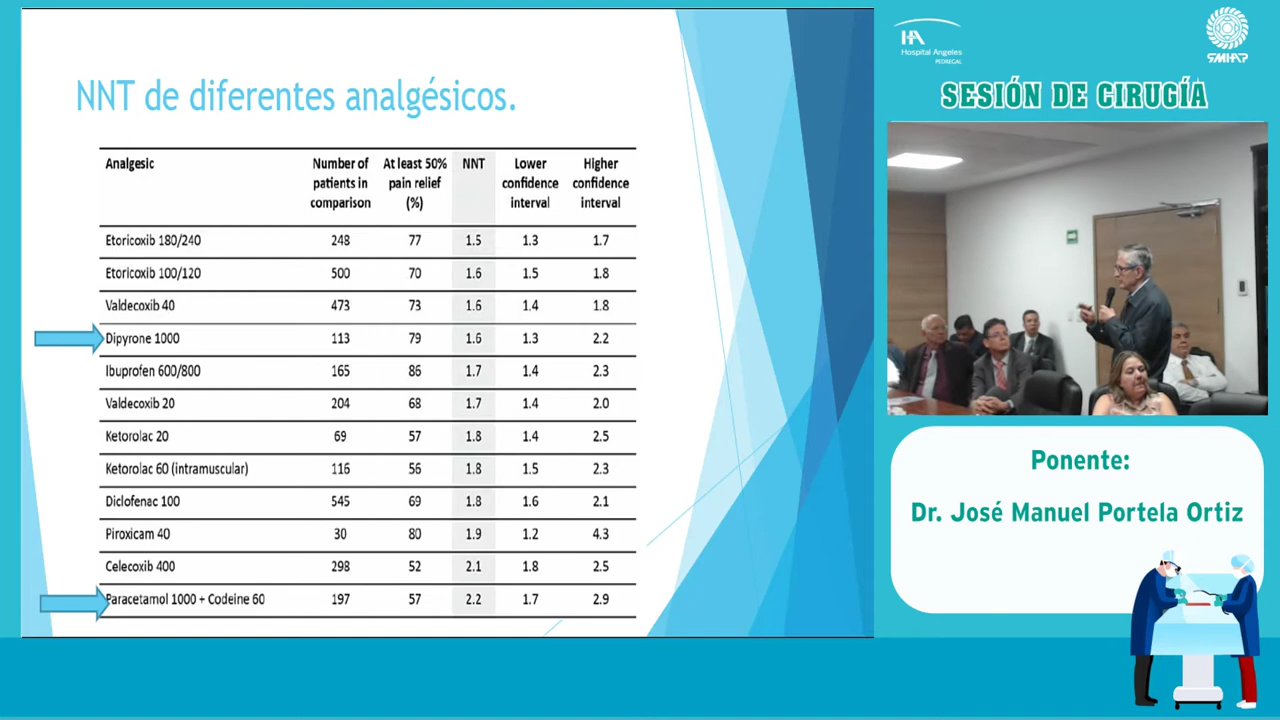 NNT de diferentes analgésicos.
Analgesic Number of patients in comparison At least 50% pain relief (%) NNT Lower confidence interval Higher confidence interval
Etoricoxib 180/240 248 77 1.5 1.3 1.7
Etoricoxib 100/120 500 70 1.6 1.5 1.8
Valdecoxib 40 473 73 1.6 1.4 1.8
Dipyrone 1000 113 79 1.6 1.3 2.2
Ibuprofen 600/800 165 86 1.7 1.4 2.3
Valdecoxib 20 204 68 1.7 1.4 2.0
Ketorolac 20 69 57 1.8 1.4 2.5
Ketorolac 60 (intramuscular) 116 56 1.8 1.5 2.3
Diclofenac 100 545 69 1.8 1.6 2.1
Piroxicam 40 30 80 1.9 1.2 4.3
Celecoxib 400 298 52 2.1 1.8 2.5
Paracetamol 1000 + Codeine 60 197 57 2.2 1.7 2.9
HA
Hospital Angeles
PEDREGAL
SMHAP
SESIÓN DE CIRUGÍA
Ponente:
Dr. José Manuel Portela Ortiz